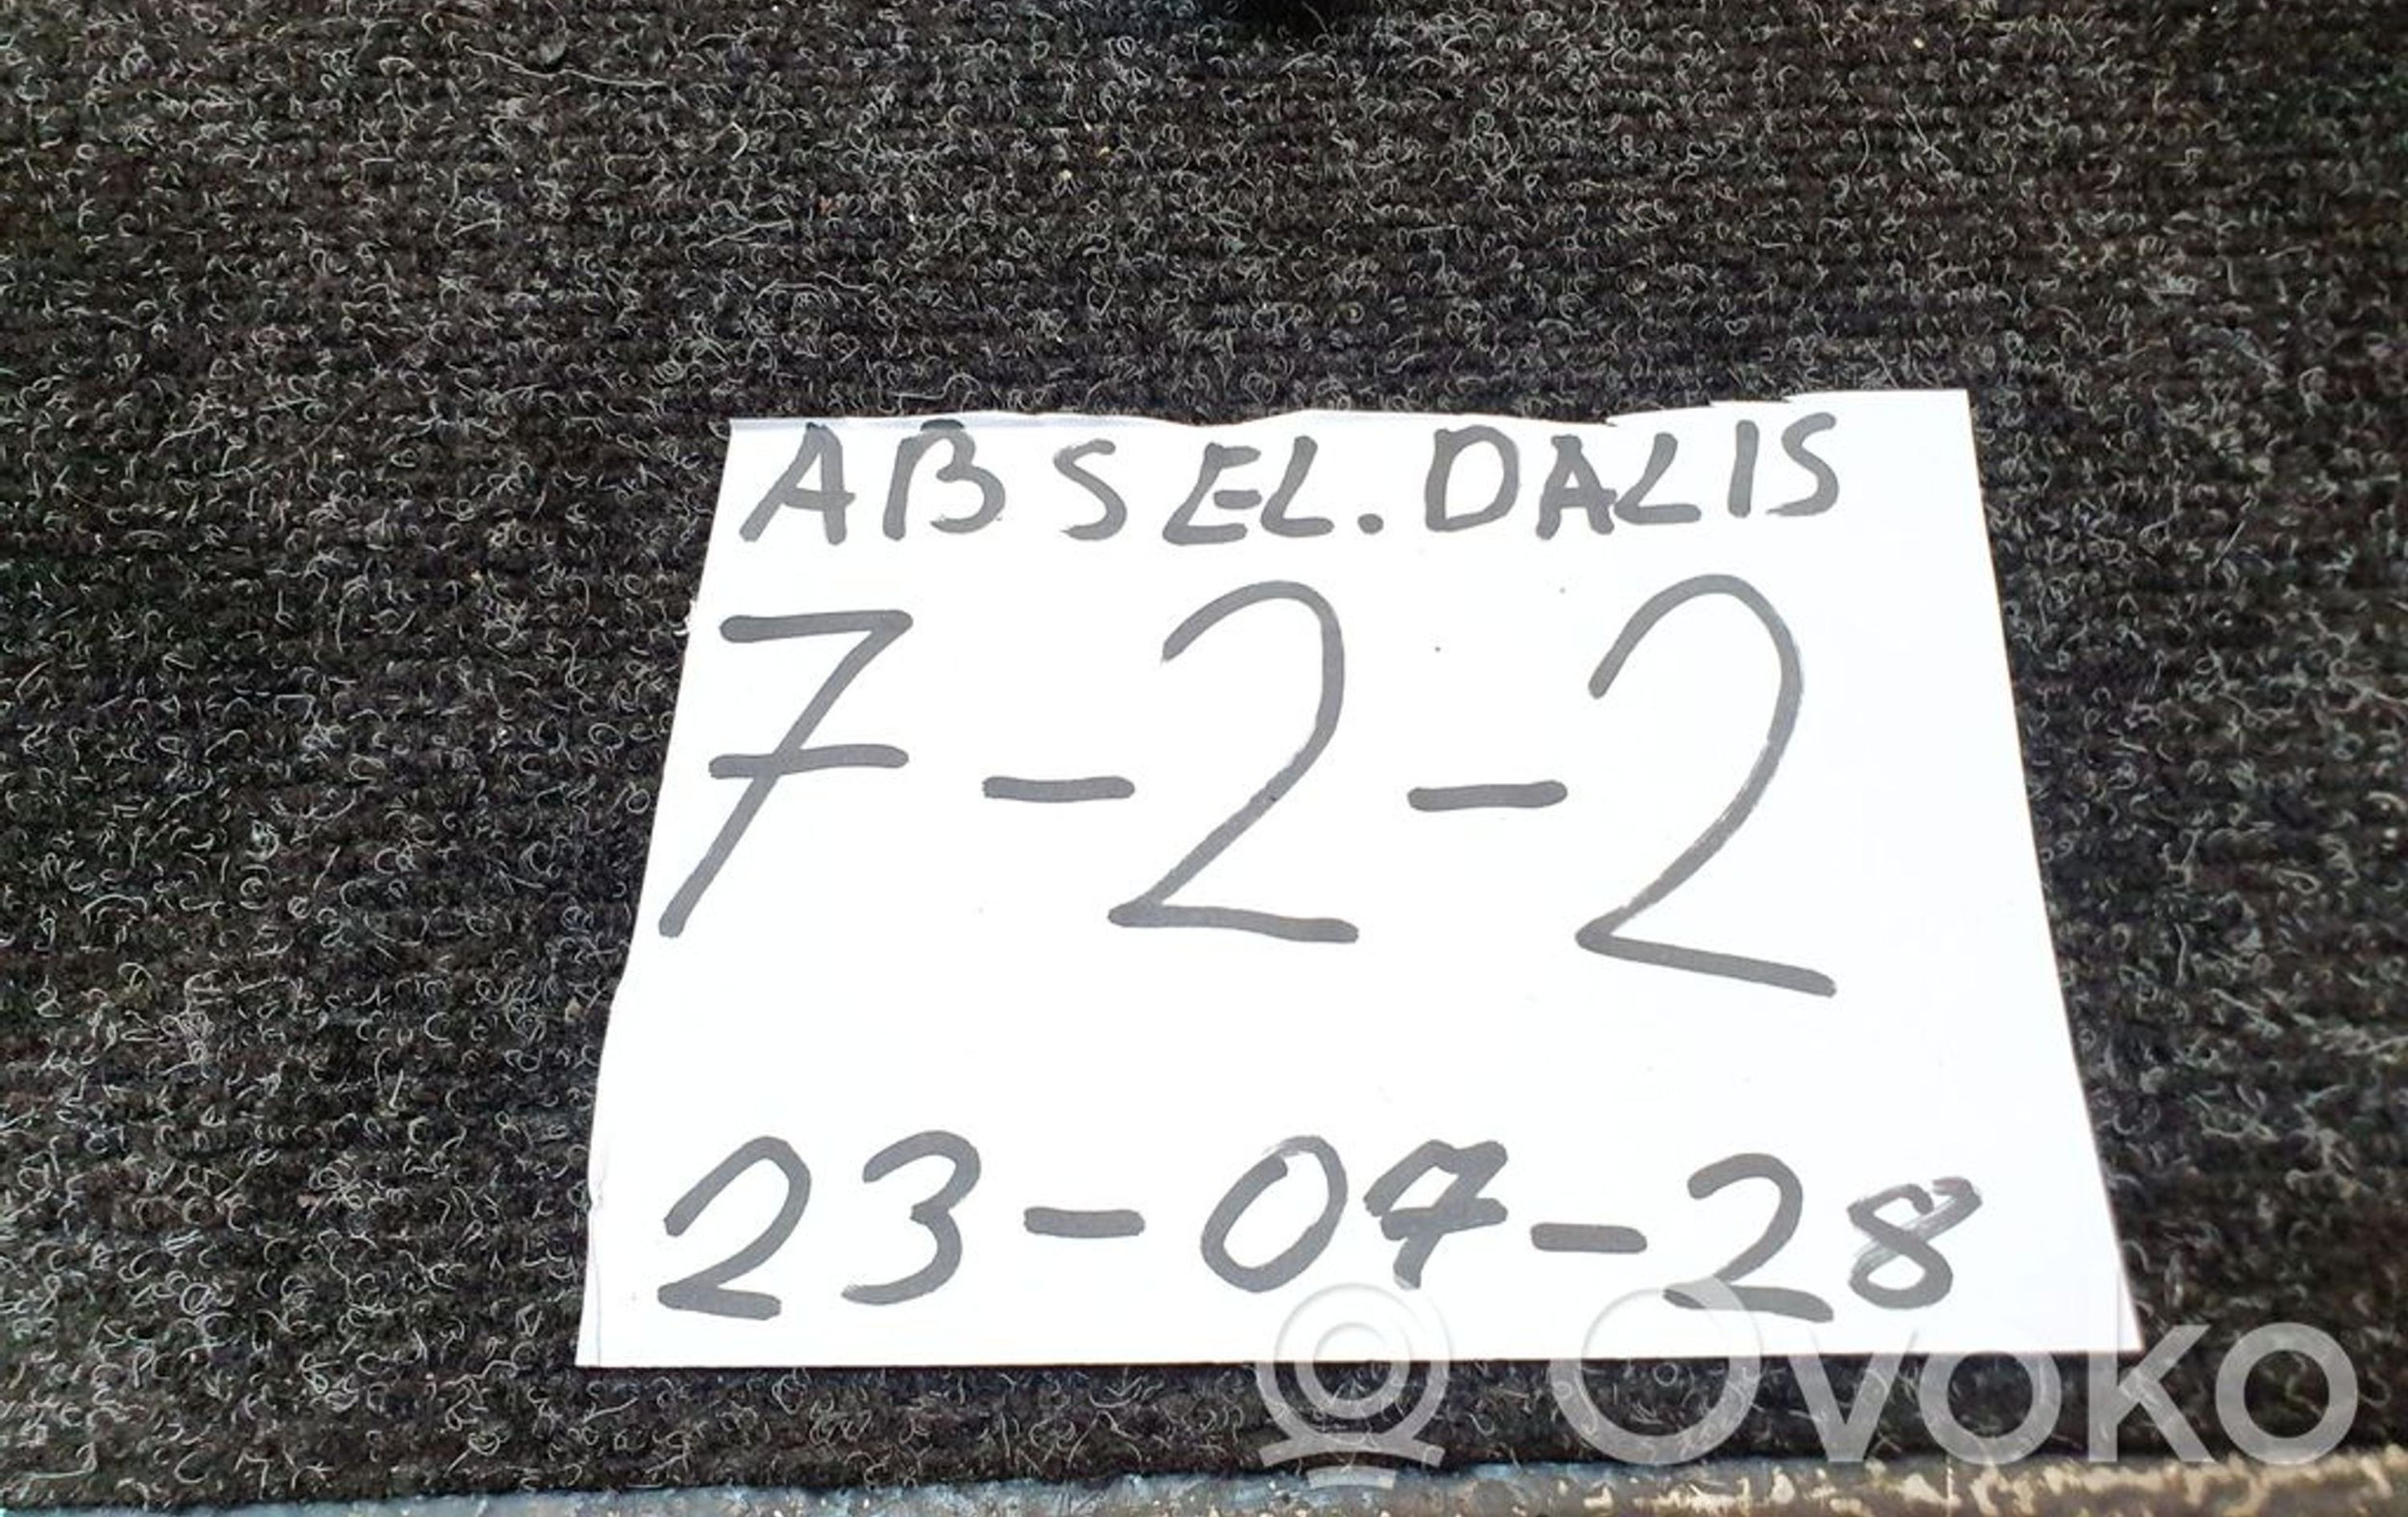 ABS EL. DALIS
7-2-2
23-07-28
OVOKO